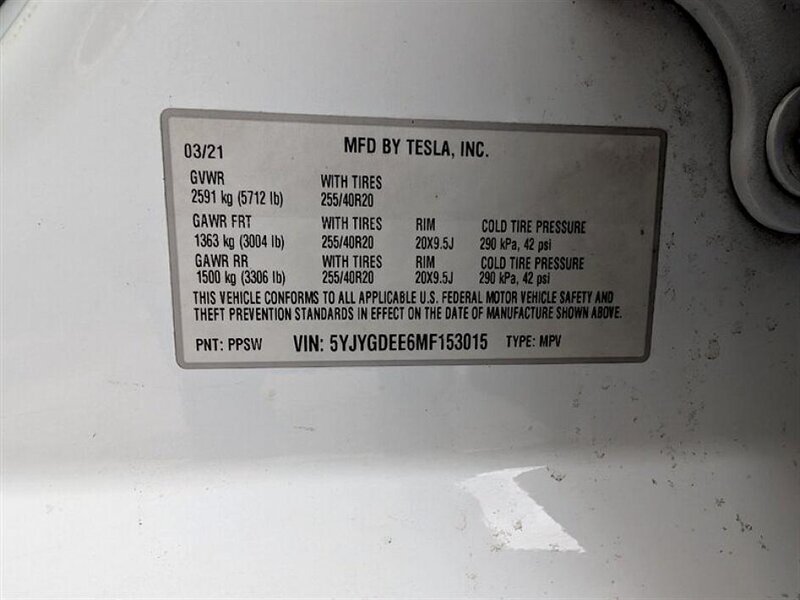 03/21 MFD BY TESLA, INC.
GVWR WITH TIRES
2591 kg (5712 lb) 255/40R20
GAWR FRT WITH TIRES RIM COLD TIRE PRESSURE
1363 kg (3004 lb) 255/40R20 20X9.5J 290 kPa, 42 psi
GAWR RR WITH TIRES RIM COLD TIRE PRESSURE
1500 kg (3306 lb) 255/40R20 20X9.5J 290 kPa, 42 psi
THIS VEHICLE CONFORMS TO ALL APPLICABLE U.S. FEDERAL MOTOR VEHICLE SAFETY AND
THEFT PREVENTION STANDARDS IN EFFECT ON THE DATE OF MANUFACTURE SHOWN ABOVE.
PNT: PPSW VIN: 5YJYGDEE6MF153015 TYPE: MPV